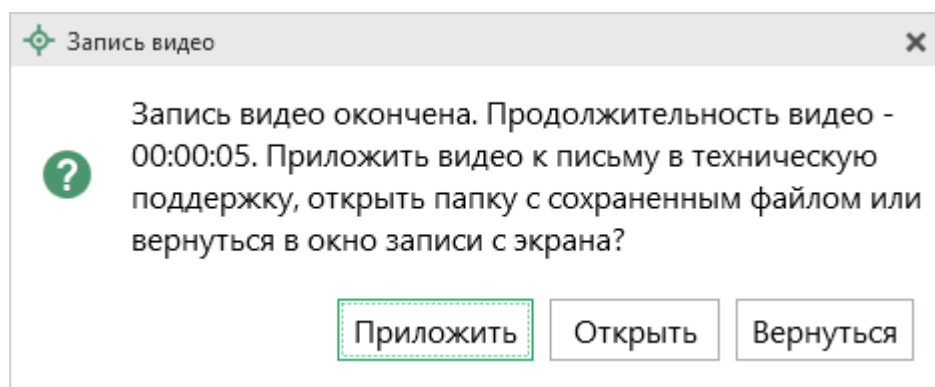 Запись видео
Запись видео окончена. Продолжительность видео -
00:00:05. Приложить видео к письму в техническую
поддержку, открыть папку с сохраненным файлом или
вернуться в окно записи с экрана?
Приложить Открыть Вернуться